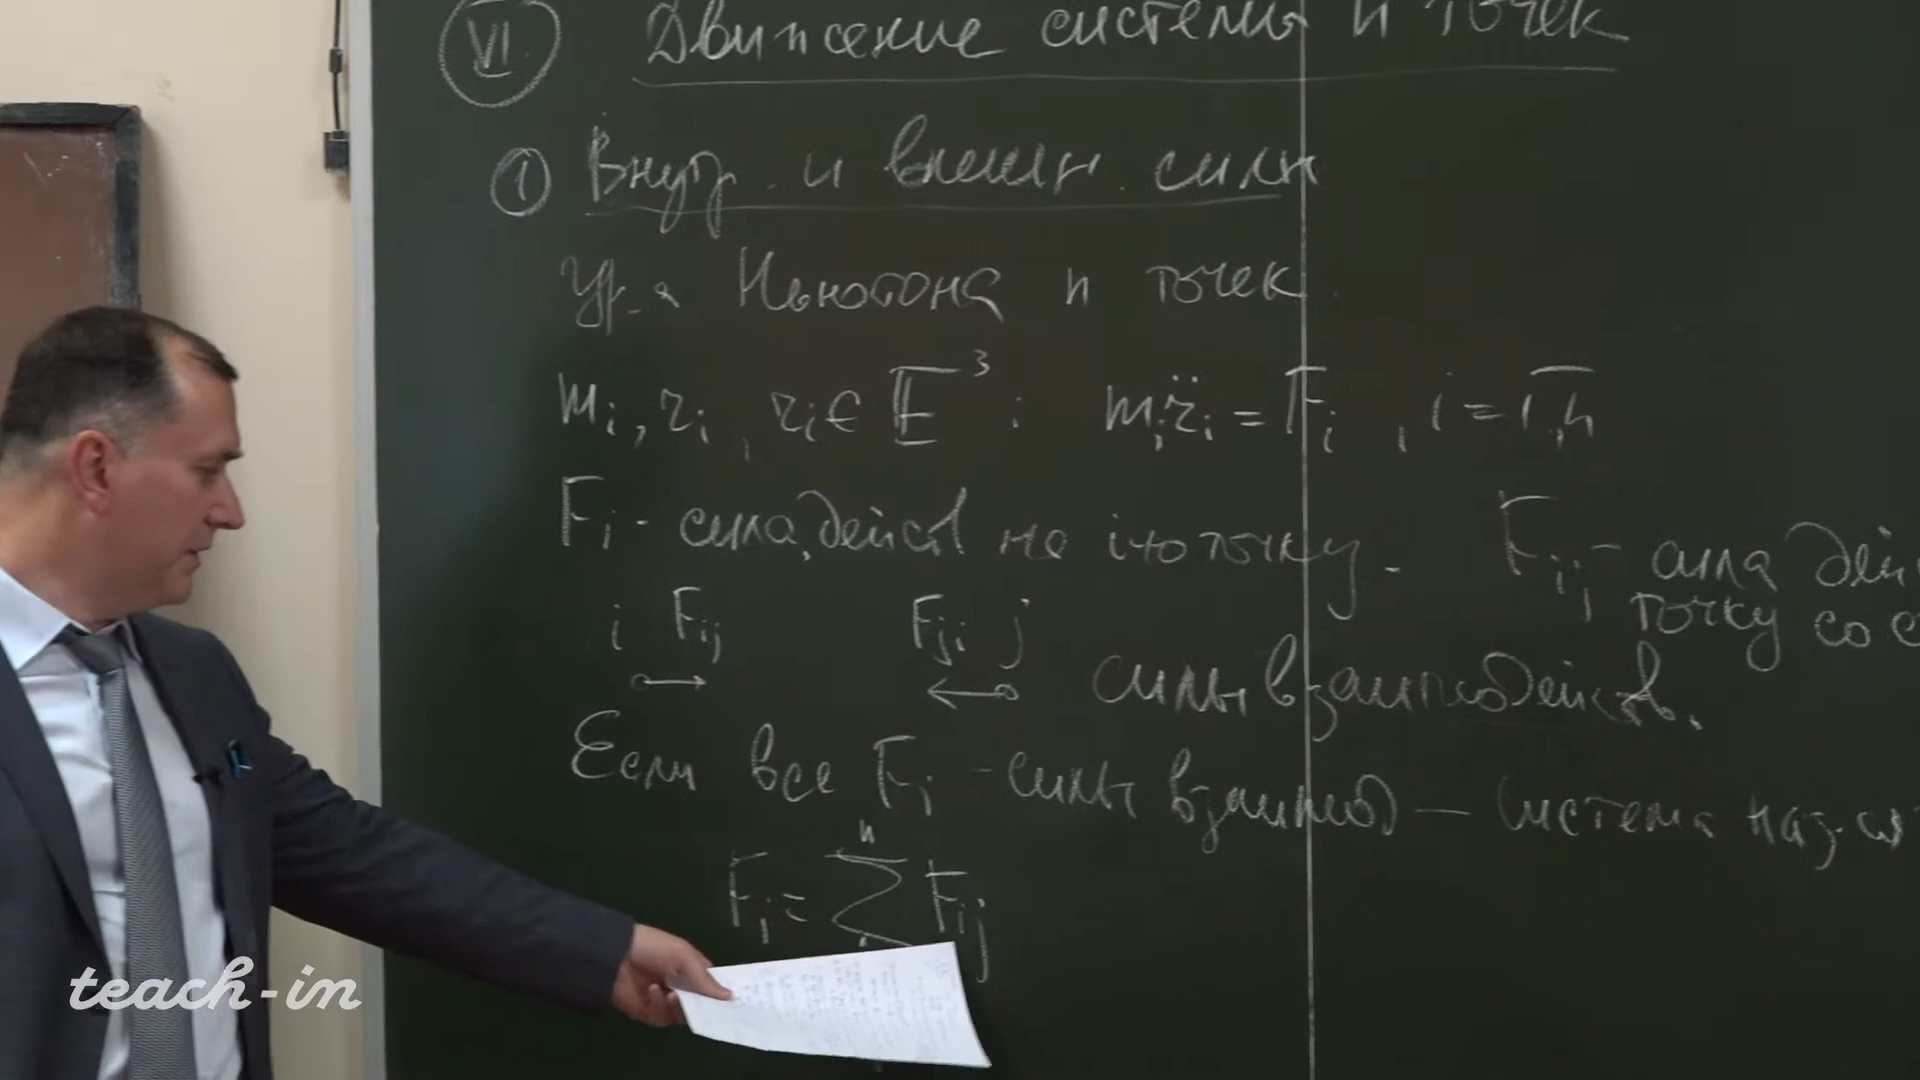 VI Движение системы n точек
1 Внутр. и внешн. силы
Ур-я Ньютона n точек
mᵢ, rᵢ, rᵢ ∈ E³ : mᵢr̈ᵢ = Fᵢ, i = 1,n
Fᵢ - сила, действ на i-ю точку. Fᵢⱼ - сила дей
точку со с
i Fᵢⱼ Fⱼᵢ j силы взаимодейств.
Если все Fᵢ - силы взаимод — система наз-ся
Fᵢ = Σ Fᵢⱼ
n
teach-in